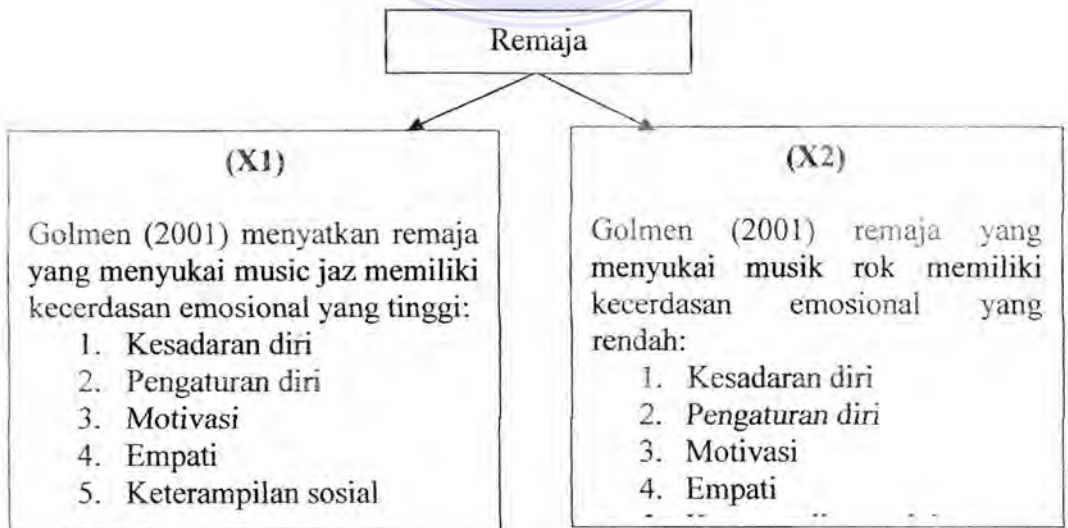 Remaja
(X1)
Golmen (2001) menyatkan remaja
yang menyukai music jaz memiliki
kecerdasan emosional yang tinggi:
1. Kesadaran diri
2. Pengaturan diri
3. Motivasi
4. Empati
5. Keterampilan sosial
(X2)
Golmen (2001) remaja yang
menyukai musik rok memiliki
kecerdasan emosional yang
rendah:
1. Kesadaran diri
2. Pengaturan diri
3. Motivasi
4. Empati